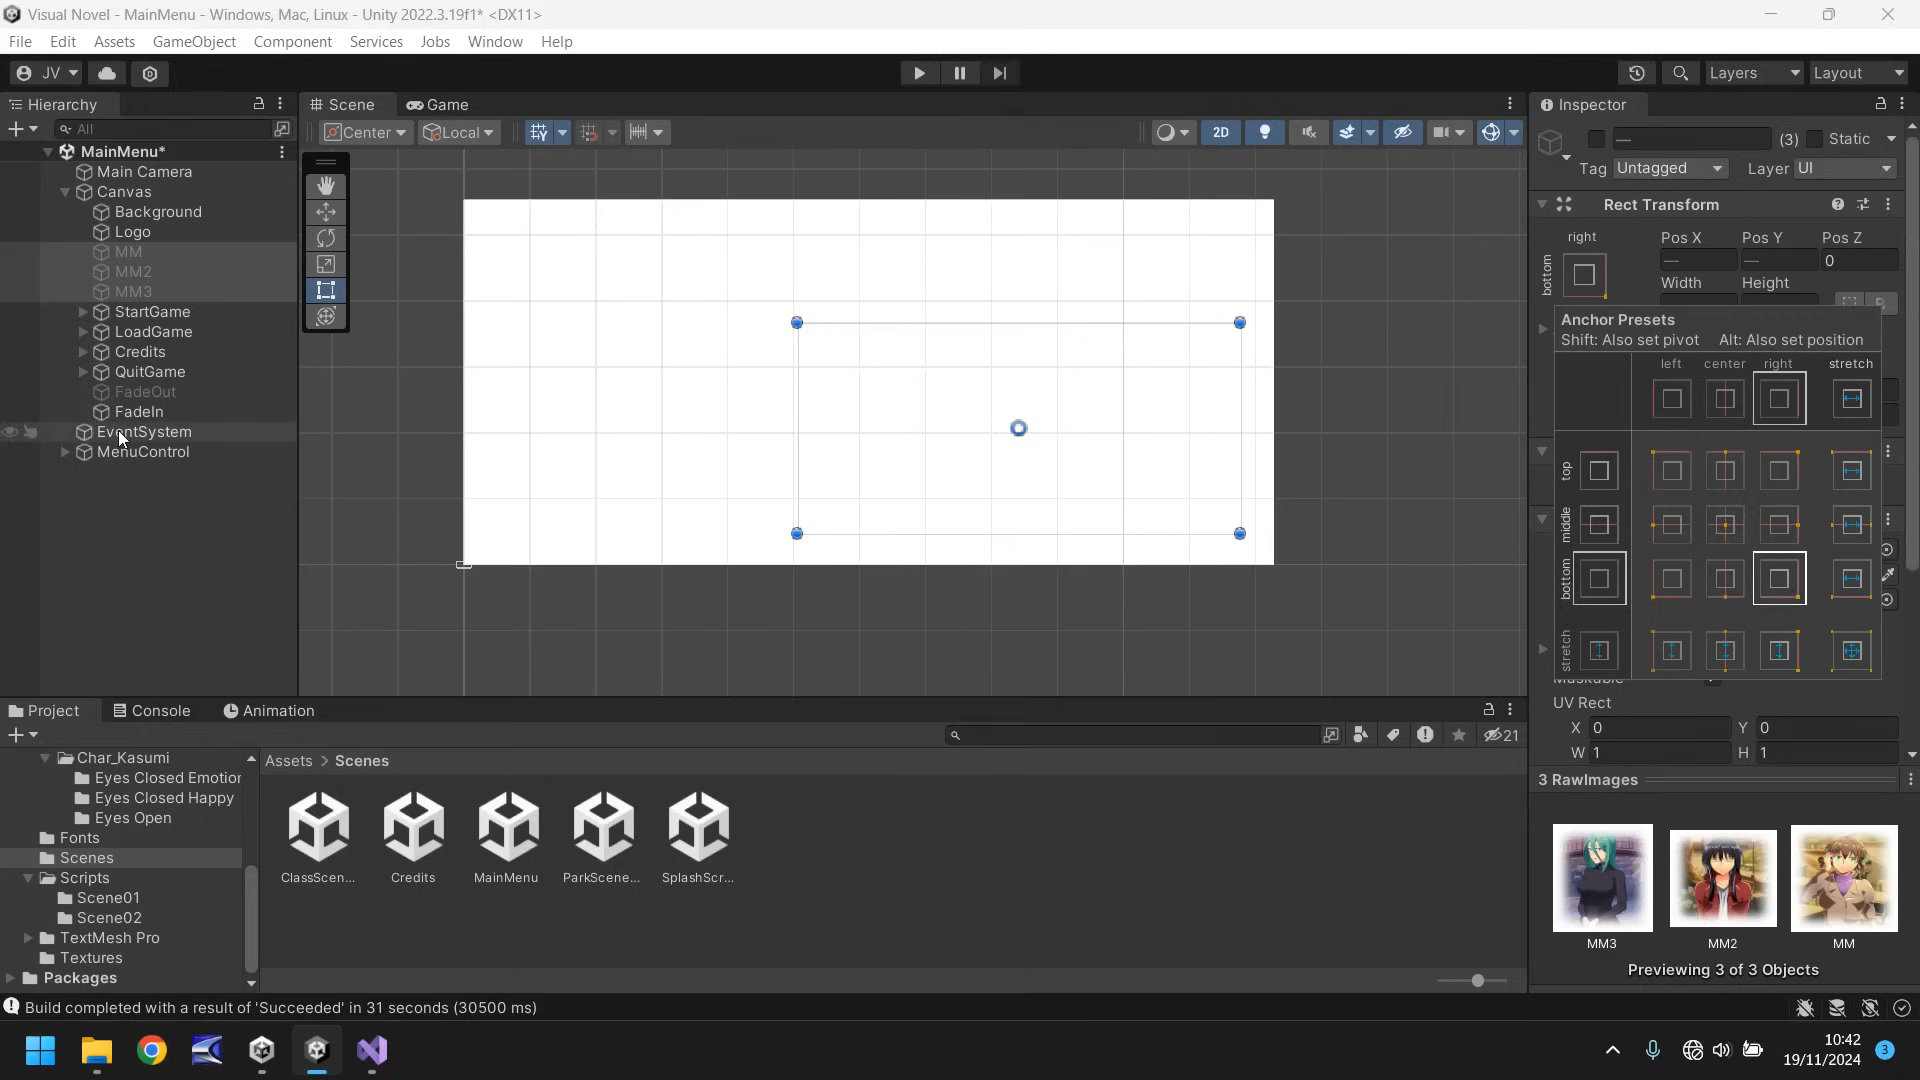 Visual Novel - MainMenu - Windows, Mac, Linux - Unity 2022.3.19f1* <DX11>
File Edit Assets GameObject Component Services Jobs Window Help
JV Layers Layout
Hierarchy Scene Game Inspector
All Center Local 2D
— (3) Static
Tag Untagged Layer UI
MainMenu*
Main Camera
Canvas
Background
Logo
MM
MM2
MM3
StartGame
LoadGame
Credits
QuitGame
FadeOut
FadeIn
EventSystem
MenuControl
Rect Transform
right Pos X Pos Y Pos Z
bottom — — 0
Width Height
Anchor Presets
Shift: Also set pivot Alt: Also set position
left center right stretch
top
middle
bottom
stretch
Maskable
UV Rect
X 0 Y 0
W 1 H 1
3 RawImages
MM3 MM2 MM
Previewing 3 of 3 Objects
Project Console Animation
21
Char_Kasumi
Eyes Closed Emotior
Eyes Closed Happy
Eyes Open
Fonts
Scenes
Scripts
Scene01
Scene02
TextMesh Pro
Textures
Packages
Assets > Scenes
ClassScen... Credits MainMenu ParkScene... SplashScr...
Build completed with a result of 'Succeeded' in 31 seconds (30500 ms)
10:42
19/11/2024
3